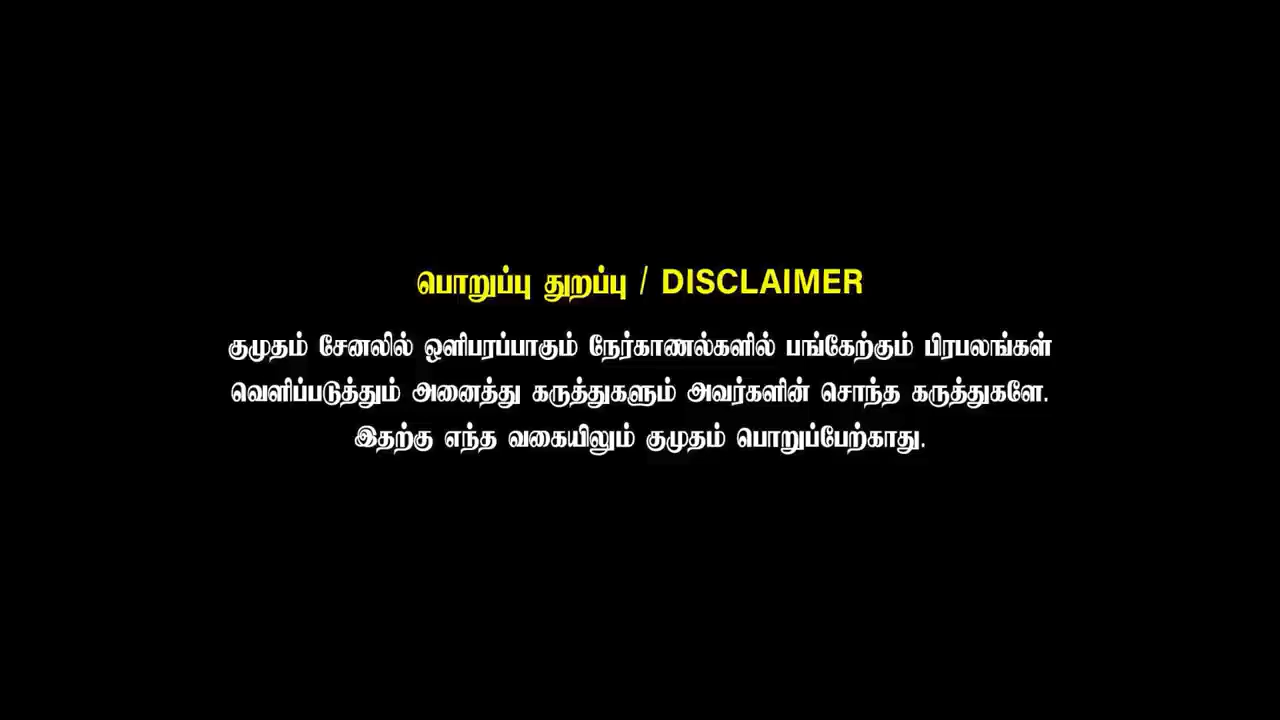 பொறுப்பு துறப்பு / DISCLAIMER
குமுதம் சேனலில் ஒளிபரப்பாகும் நேர்காணல்களில் பங்கேற்கும் பிரபலங்கள்
வெளிப்படுத்தும் அனைத்து கருத்துகளும் அவர்களின் சொந்த கருத்துகளே.
இதற்கு எந்த வகையிலும் குமுதம் பொறுப்பேற்காது.